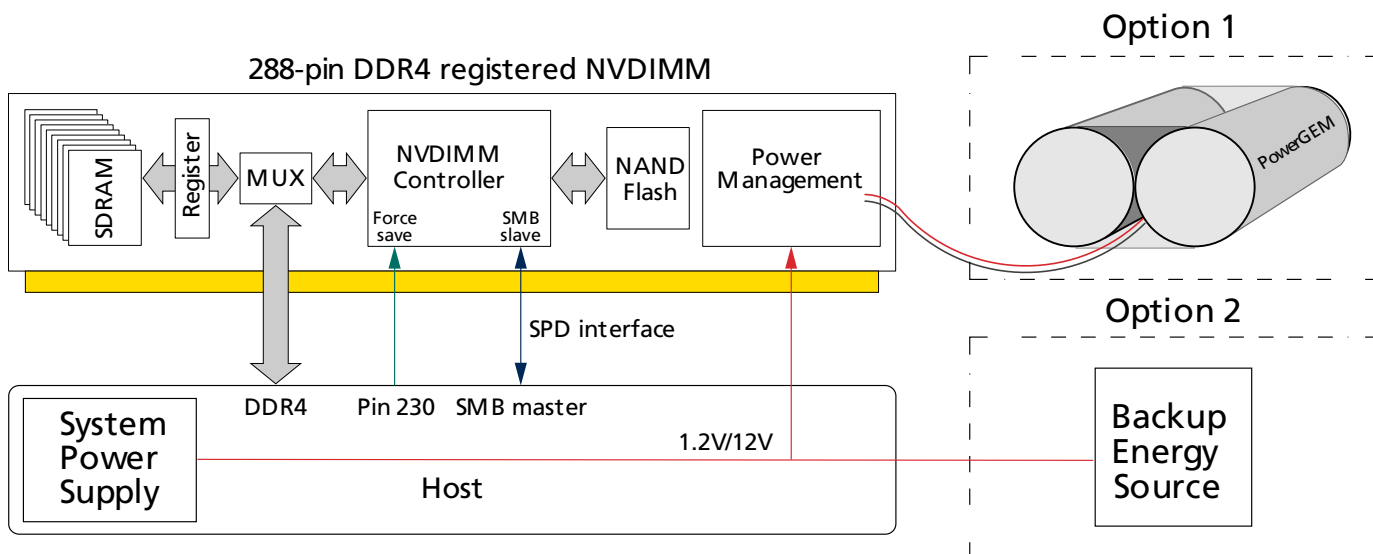 Option 1
288-pin DDR4 registered NVDIMM
SDRAM
Register
MUX
NVDIMM
Controller
Force
save
SMB
slave
NAND
Flash
Power
Management
PowerGEM
SPD interface
Option 2
DDR4
Pin 230
SMB master
System
Power
Supply
1.2V/12V
Host
Backup
Energy
Source